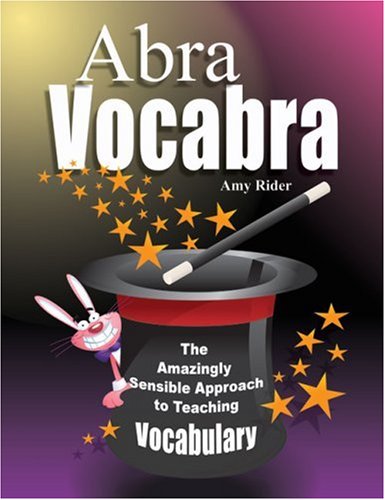 Abra
Vocabra
Amy Rider
The
Amazingly
Sensible Approach
to Teaching
Vocabulary